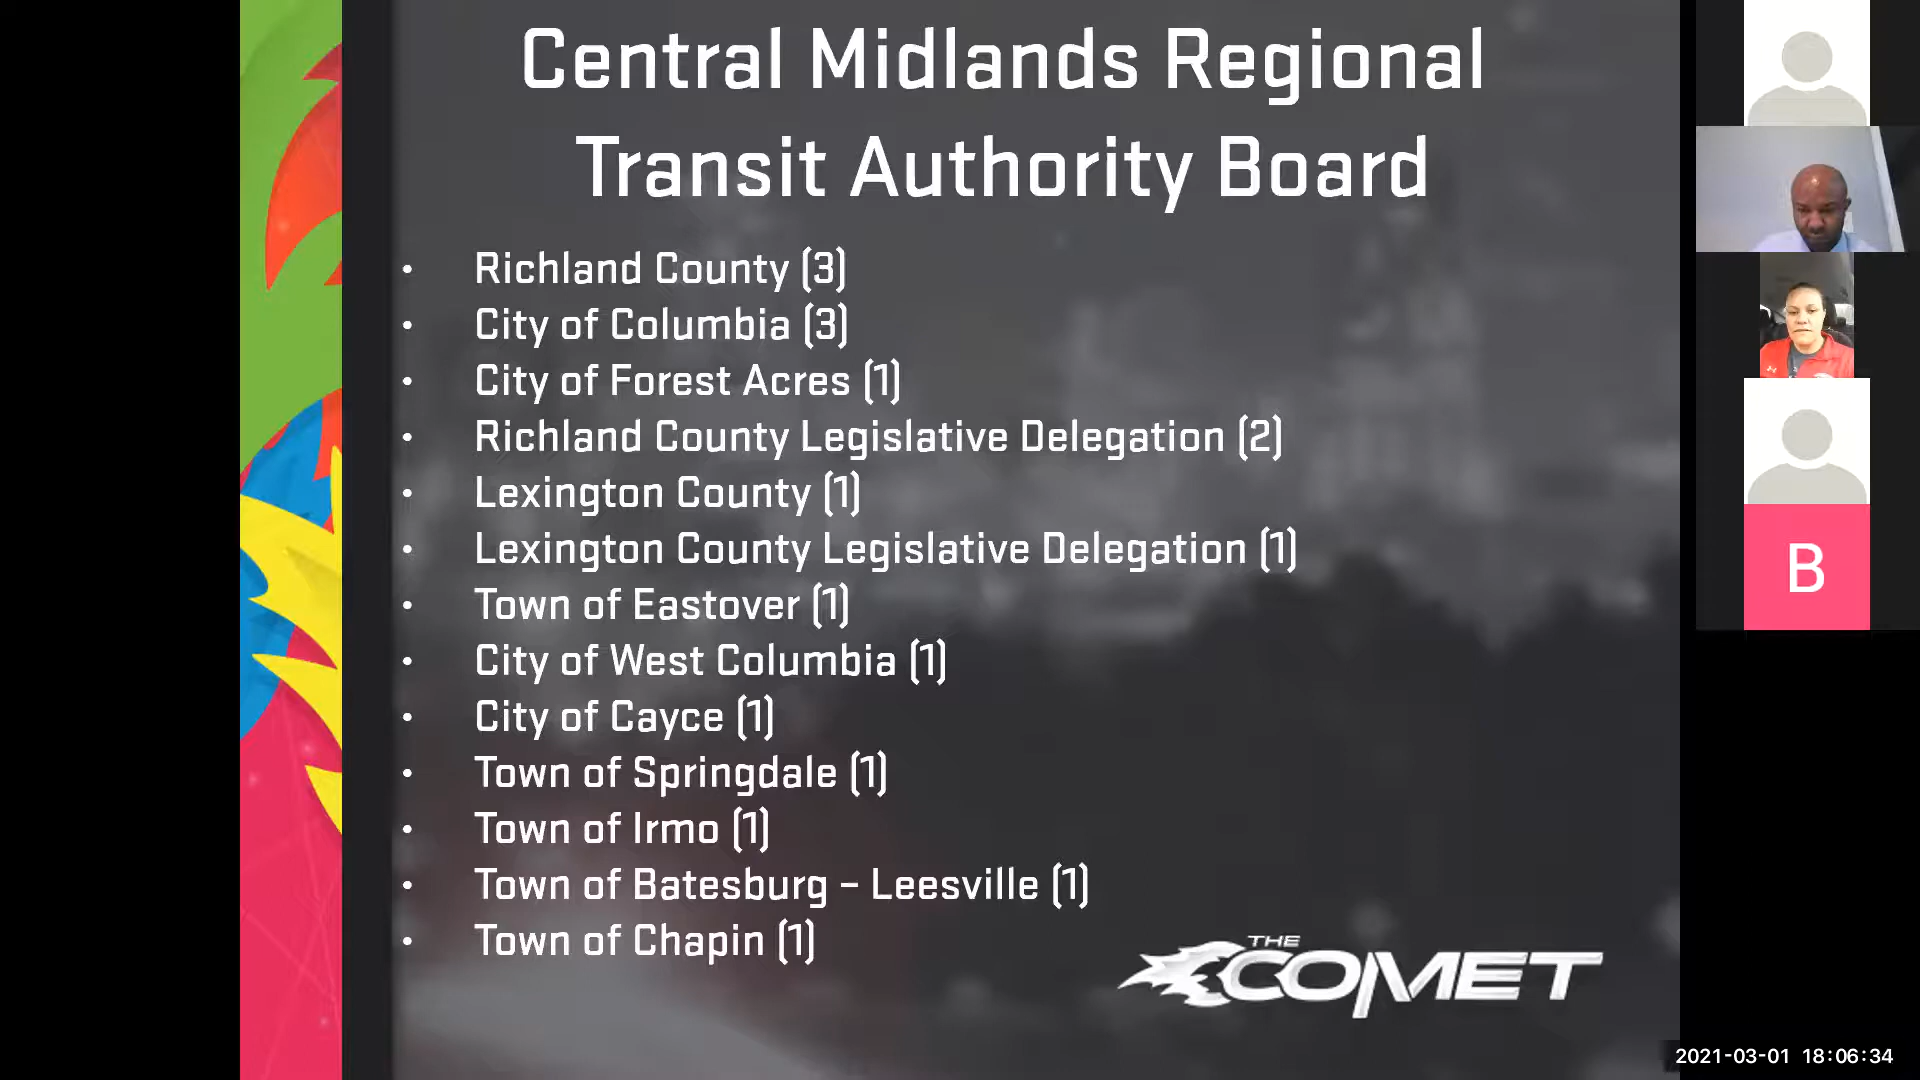 Central Midlands Regional
Transit Authority Board
• Richland County (3)
• City of Columbia (3)
• City of Forest Acres (1)
• Richland County Legislative Delegation (2)
• Lexington County (1)
• Lexington County Legislative Delegation (1)
• Town of Eastover (1)
• City of West Columbia (1)
• City of Cayce (1)
• Town of Springdale (1)
• Town of Irmo (1)
• Town of Batesburg – Leesville (1)
• Town of Chapin (1)
THE
COMET
B
2021-03-01 18:06:34